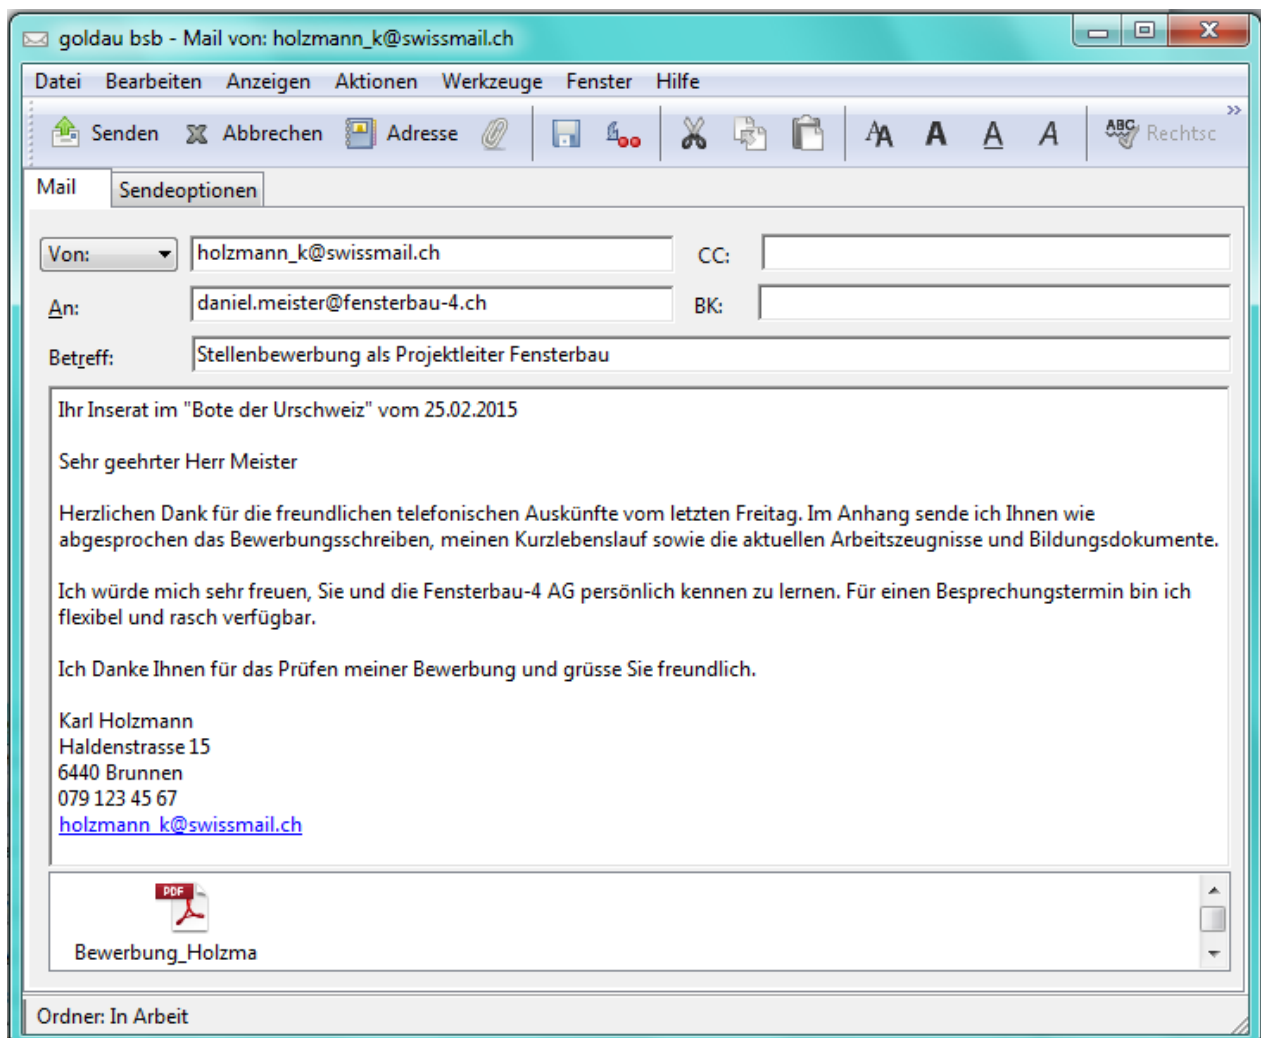 goldau bsb - Mail von: holzmann_k@swissmail.ch
Datei Bearbeiten Anzeigen Aktionen Werkzeuge Fenster Hilfe
Senden Abbrechen Adresse A A A A ABC Rechtsc
Mail Sendeoptionen
Von: holzmann_k@swissmail.ch CC:
An: daniel.meister@fensterbau-4.ch BK:
Betreff: Stellenbewerbung als Projektleiter Fensterbau
Ihr Inserat im "Bote der Urschweiz" vom 25.02.2015
Sehr geehrter Herr Meister
Herzlichen Dank für die freundlichen telefonischen Auskünfte vom letzten Freitag. Im Anhang sende ich Ihnen wie
abgesprochen das Bewerbungsschreiben, meinen Kurzlebenslauf sowie die aktuellen Arbeitszeugnisse und Bildungsdokumente.
Ich würde mich sehr freuen, Sie und die Fensterbau-4 AG persönlich kennen zu lernen. Für einen Besprechungstermin bin ich
flexibel und rasch verfügbar.
Ich Danke Ihnen für das Prüfen meiner Bewerbung und grüsse Sie freundlich.
Karl Holzmann
Haldenstrasse 15
6440 Brunnen
079 123 45 67
holzmann_k@swissmail.ch
PDF
Bewerbung_Holzma
Ordner: In Arbeit